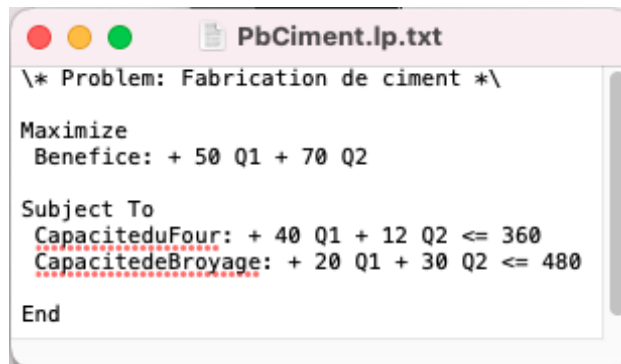 PbCiment.lp.txt
\* Problem: Fabrication de ciment *\
Maximize
Benefice: + 50 Q1 + 70 Q2
Subject To
CapaciteduFour: + 40 Q1 + 12 Q2 <= 360
CapacitedeBroyage: + 20 Q1 + 30 Q2 <= 480
End